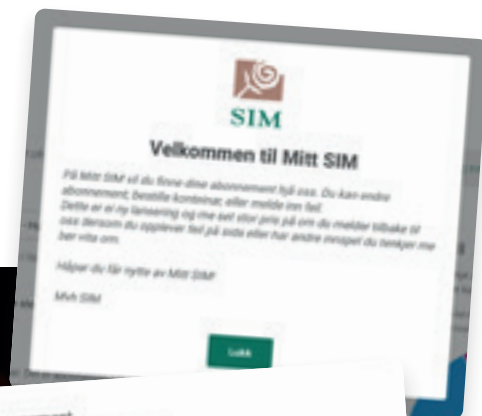 SIM
Velkommen til Mitt SIM
På Mitt SIM vil du finne dine abonnement hjå oss. Du kan endre
abonnement, bestille konteinar, eller melde inn feil.
Dette er ei ny lansering og me set stor pris på om du melder tilbake til
oss dersom du opplever feil på side eller har andre innspel du tenkjer me
bør vita om.
Håper du får nytte av Mitt SIM!
Mvh SIM
Lukk